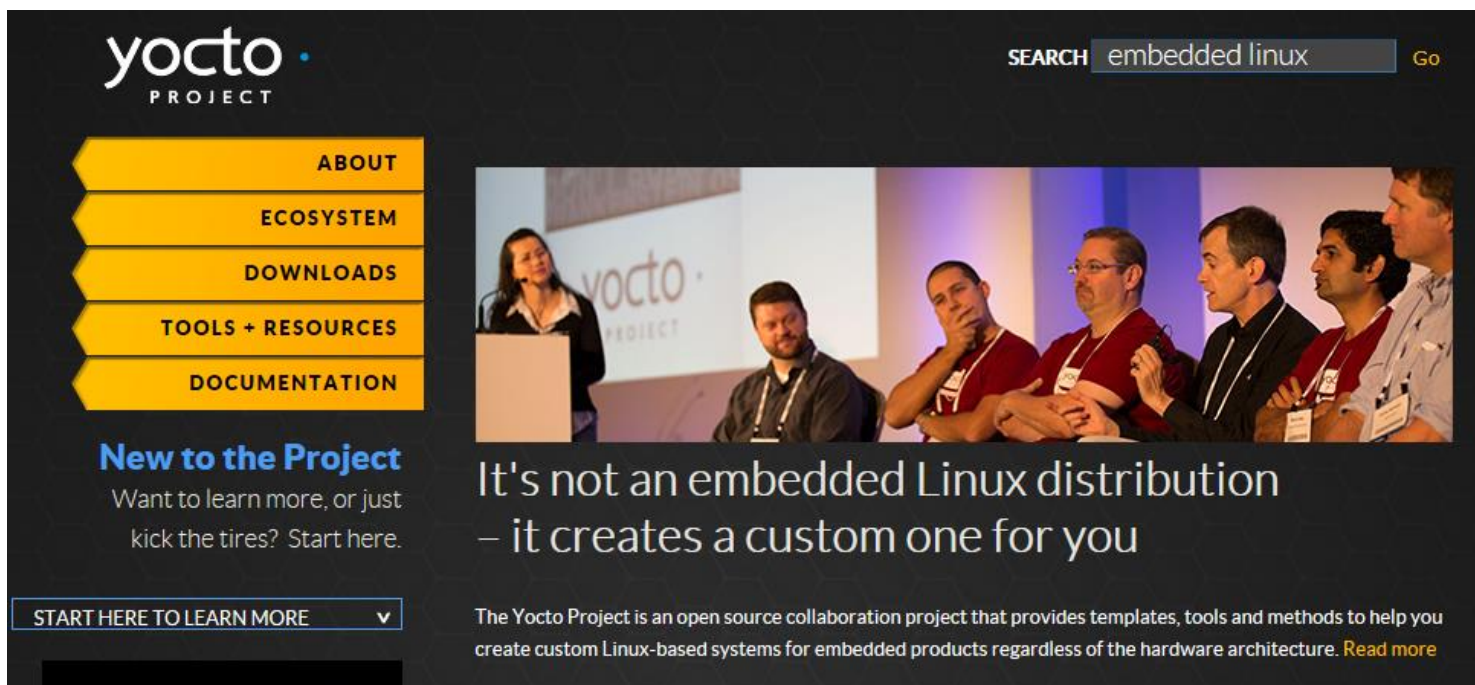 yocto
PROJECT
SEARCH embedded linux Go
ABOUT
ECOSYSTEM
DOWNLOADS
TOOLS + RESOURCES
DOCUMENTATION
yocto
PROJECT
New to the Project
Want to learn more, or just
kick the tires? Start here.
START HERE TO LEARN MORE
It's not an embedded Linux distribution
– it creates a custom one for you
The Yocto Project is an open source collaboration project that provides templates, tools and methods to help you
create custom Linux-based systems for embedded products regardless of the hardware architecture. Read more